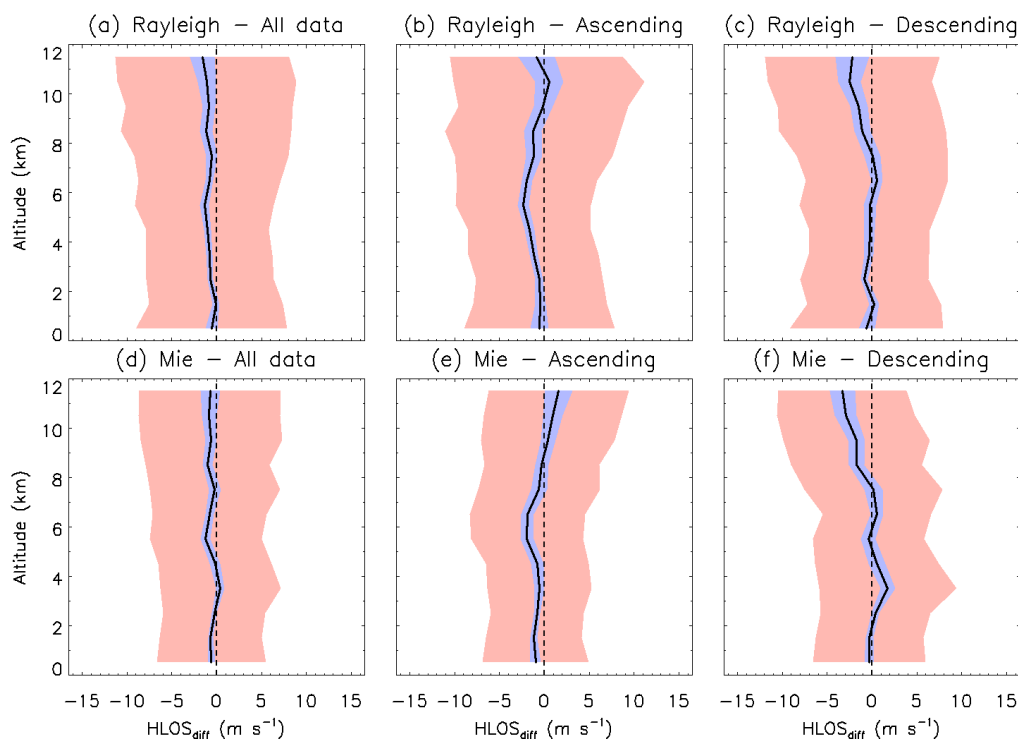 (a) Rayleigh – All data
(b) Rayleigh – Ascending
(c) Rayleigh – Descending
Altitude (km)
12
10
8
6
4
2
0
(d) Mie – All data
(e) Mie – Ascending
(f) Mie – Descending
Altitude (km)
12
10
8
6
4
2
0
−15 −10 −5 0 5 10 15
−15 −10 −5 0 5 10 15
−15 −10 −5 0 5 10 15
HLOSdiff (m s⁻¹)
HLOSdiff (m s⁻¹)
HLOSdiff (m s⁻¹)